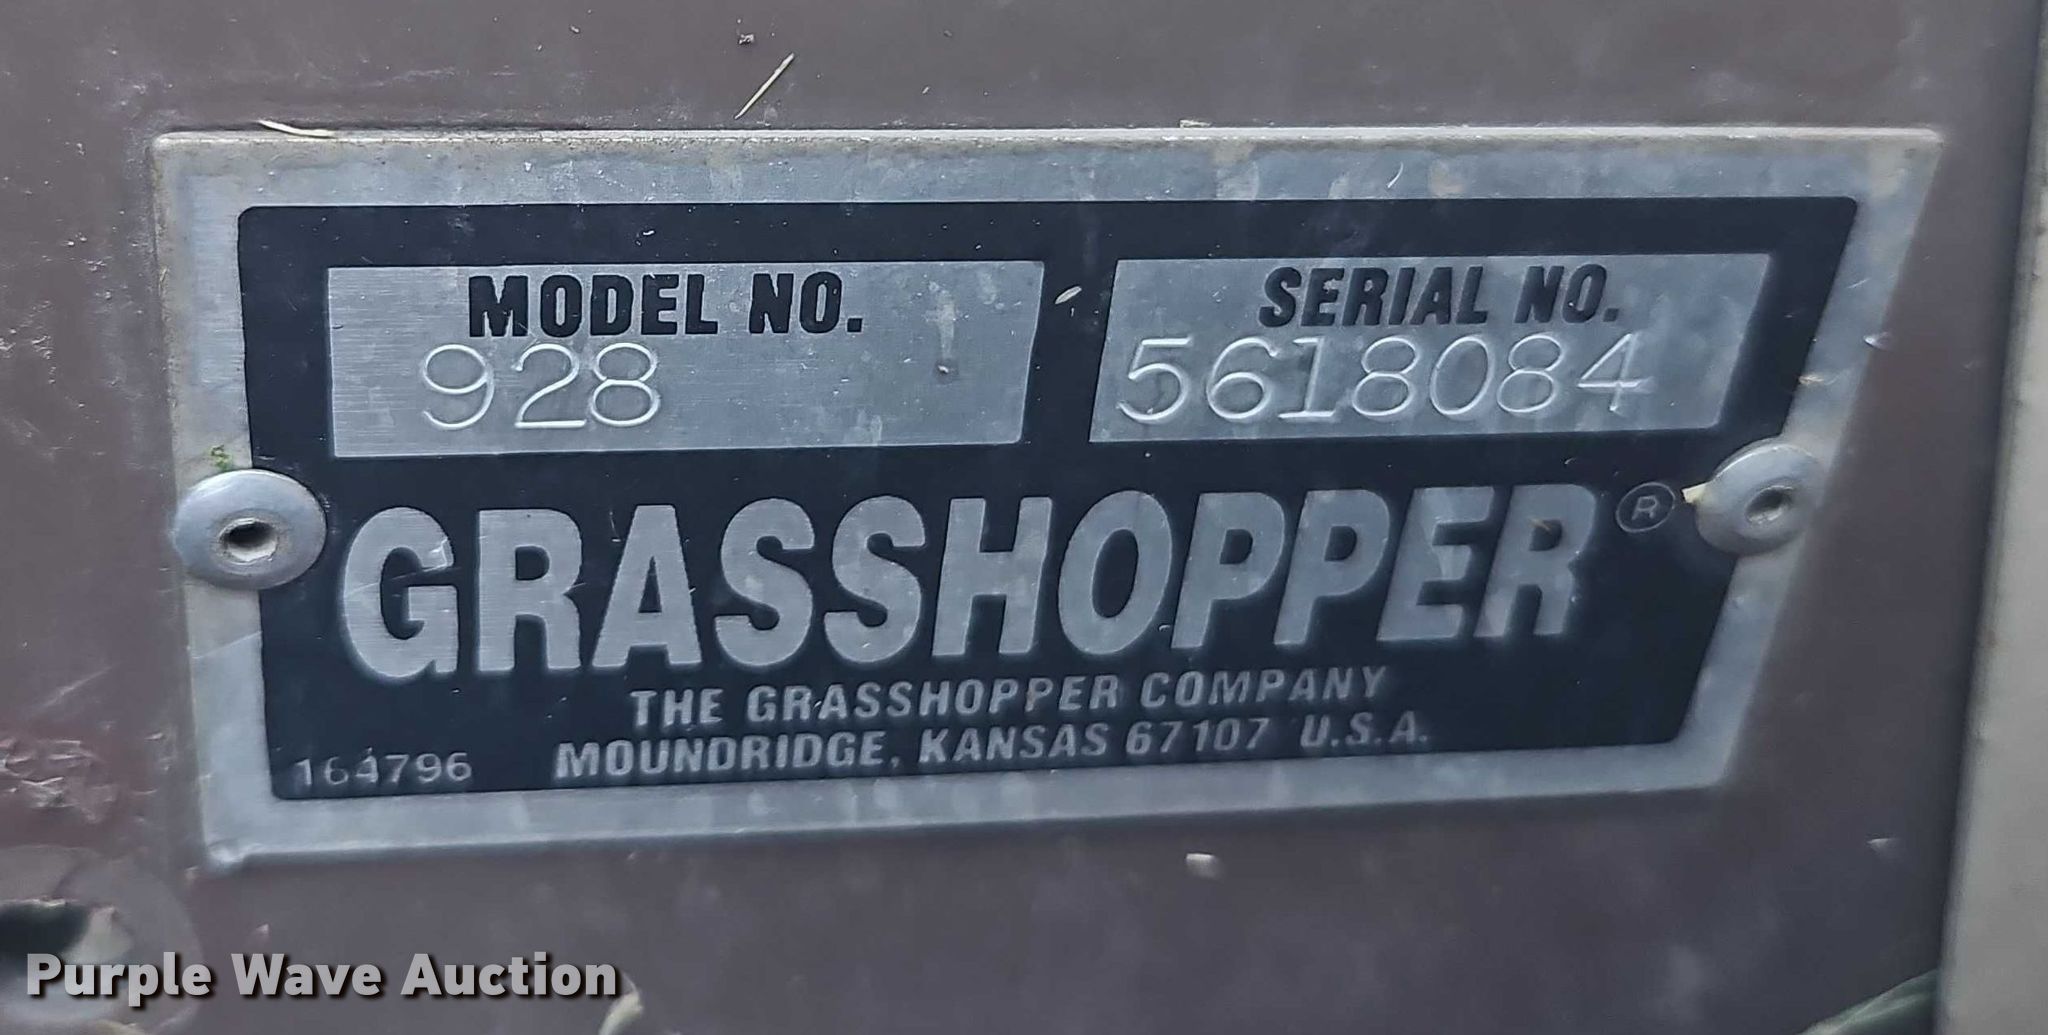 MODEL NO.
928
SERIAL NO.
5618084
GRASSHOPPER®
THE GRASSHOPPER COMPANY
MOUNDRIDGE, KANSAS 67107 U.S.A.
164796
Purple Wave Auction